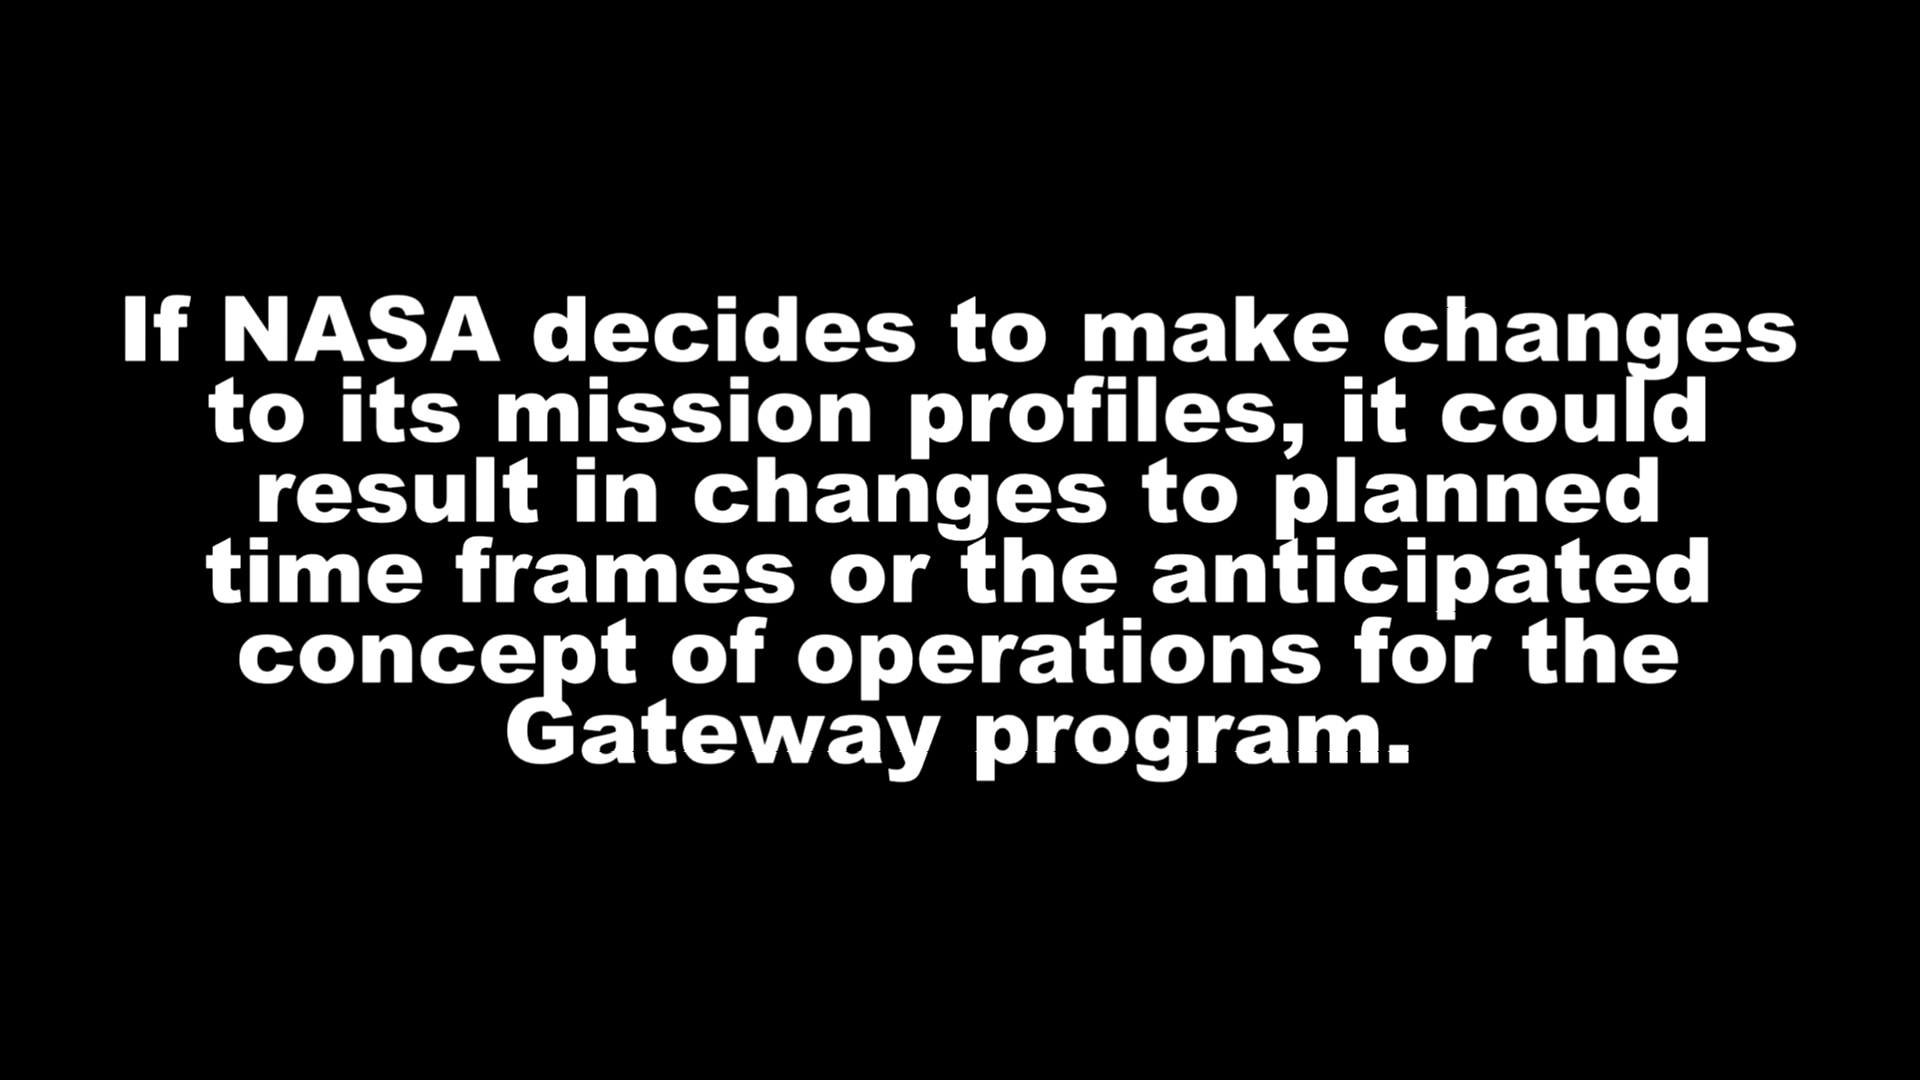 If NASA decides to make changes
to its mission profiles, it could
result in changes to planned
time frames or the anticipated
concept of operations for the
Gateway program.